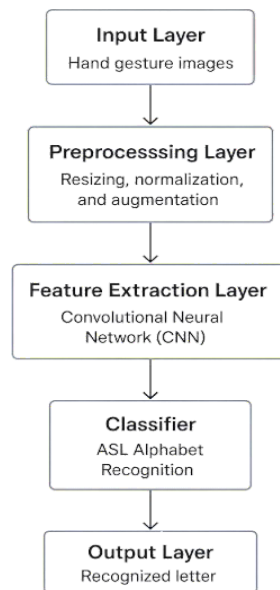 Input Layer
Hand gesture images
Preprocesssing Layer
Resizing, normalization,
and augmentation
Feature Extraction Layer
Convolutional Neural
Network (CNN)
Classifier
ASL Alphabet
Recognition
Output Layer
Recognized letter